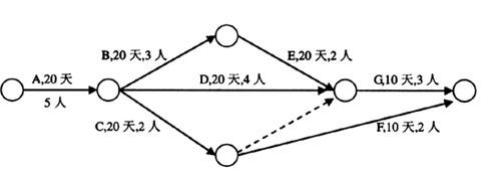 B,20 天,3 人
E,20 天,2 人
A,20 天
5 人
D,20 天,4 人
G,10 天,3 人
C,20 天,2 人
F,10 天,2 人